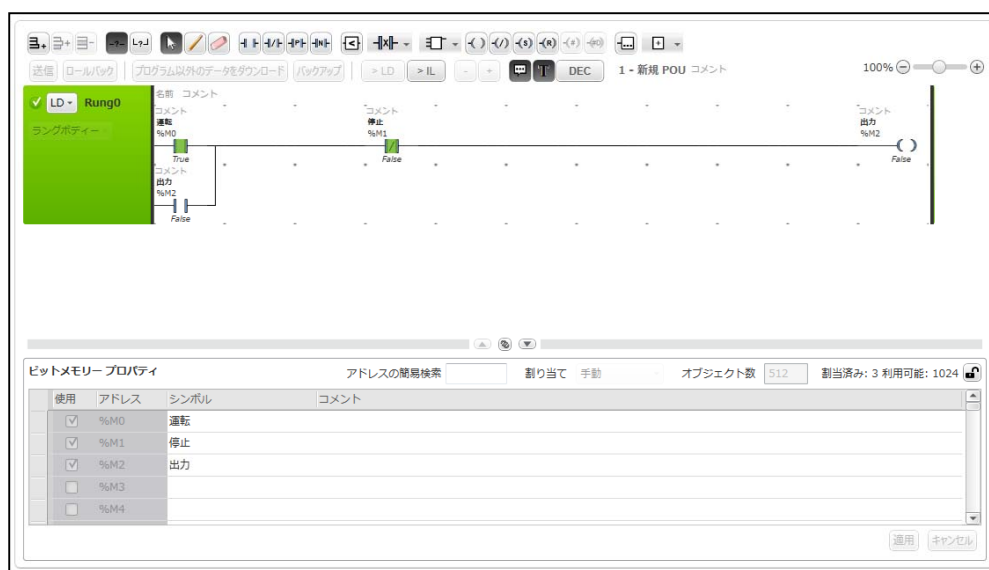 送信 ロールバック プログラム以外のデータをダウンロード バックアップ > LD > IL - + T DEC 1 - 新規 POU コメント 100%
LD Rung0
ラングボディー
名前 コメント
コメント
運転
%M0
True
コメント
停止
%M1
False
コメント
出力
%M2
False
コメント
出力
%M2
False
ビットメモリー プロパティ アドレスの簡易検索 割り当て 手動 オブジェクト数 512 割当済み: 3 利用可能: 1024
使用 アドレス シンボル コメント
%M0 運転
%M1 停止
%M2 出力
%M3
%M4
適用 キャンセル